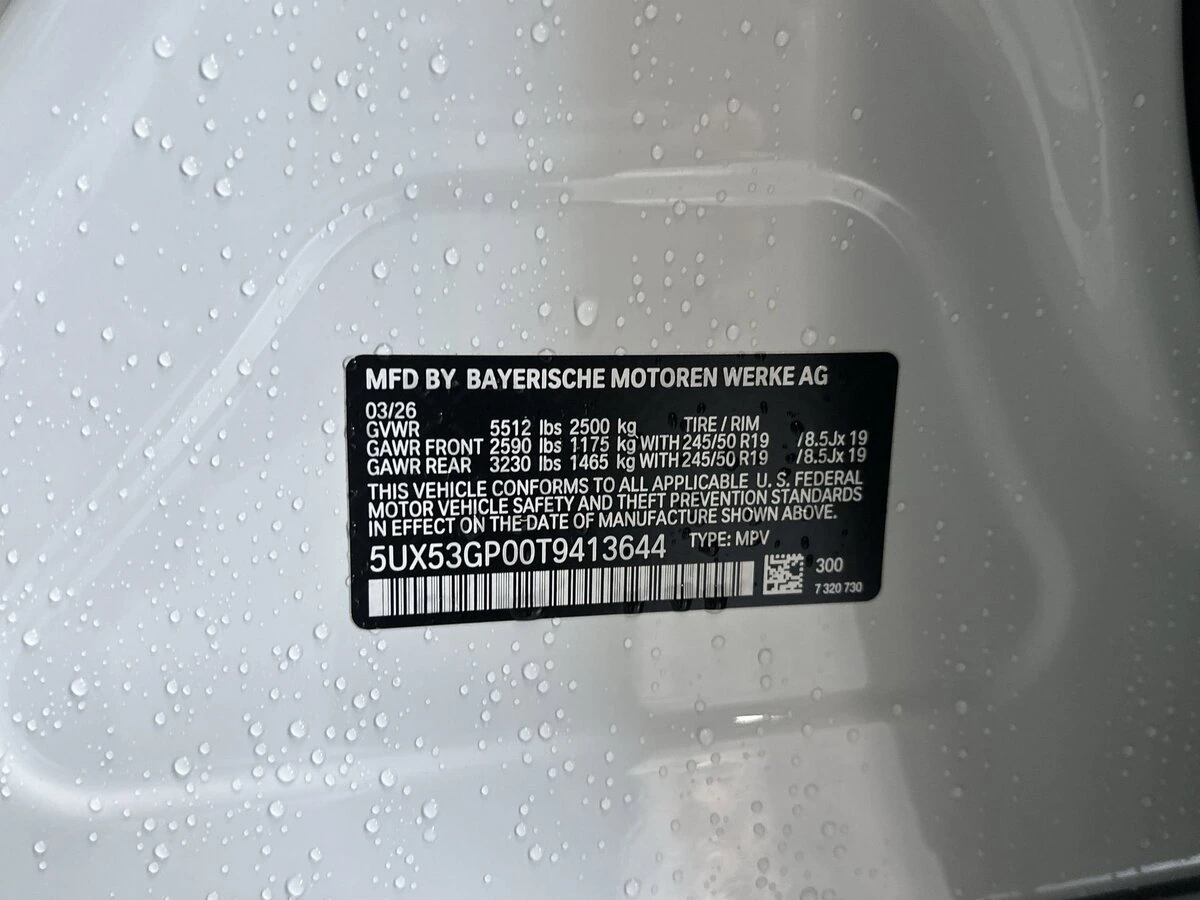 MFD BY BAYERISCHE MOTOREN WERKE AG
03/26
GVWR 5512 lbs 2500 kg TIRE / RIM
GAWR FRONT 2590 lbs 1175 kg WITH 245/50 R19 /8.5Jx 19
GAWR REAR 3230 lbs 1465 kg WITH 245/50 R19 /8.5Jx 19
THIS VEHICLE CONFORMS TO ALL APPLICABLE U. S. FEDERAL
MOTOR VEHICLE SAFETY AND THEFT PREVENTION STANDARDS
IN EFFECT ON THE DATE OF MANUFACTURE SHOWN ABOVE.
5UX53GP00T9413644 TYPE: MPV
300
7 320 730